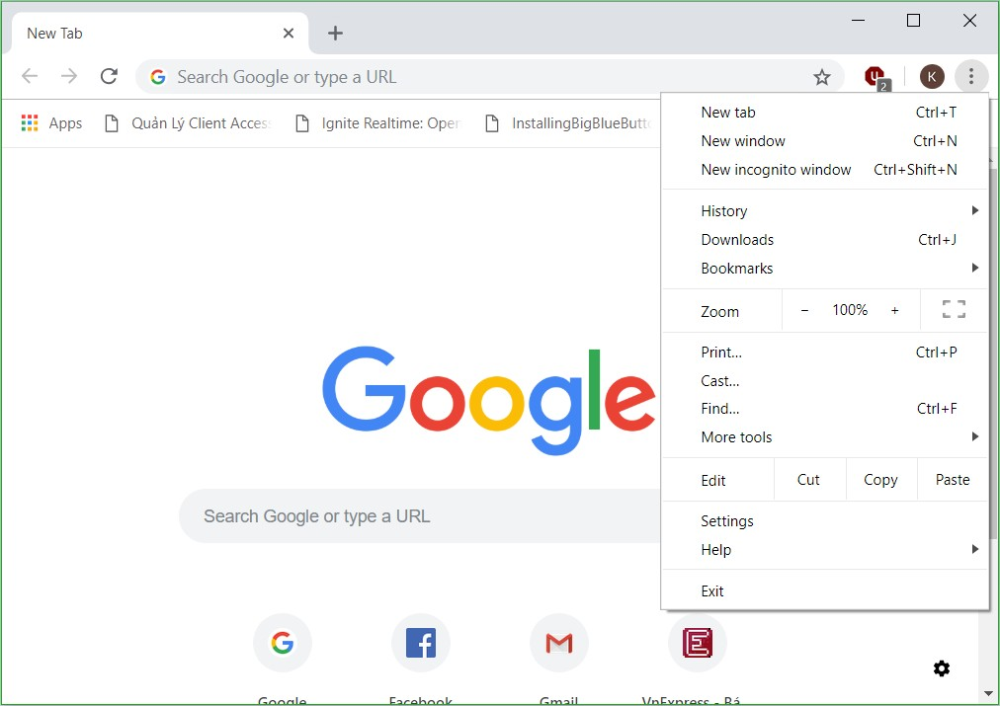 New Tab
Search Google or type a URL
2
K
Apps
Quản Lý Client Acces
Ignite Realtime: Open
InstallingBigBlueButto
New tab Ctrl+T
New window Ctrl+N
New incognito window Ctrl+Shift+N
History
Downloads Ctrl+J
Bookmarks
Zoom - 100% +
Print... Ctrl+P
Cast...
Find... Ctrl+F
More tools
Edit Cut Copy Paste
Settings
Help
Exit
Google
Search Google or type a URL
Google
Facebook
Gmail
VnExpress - Bá